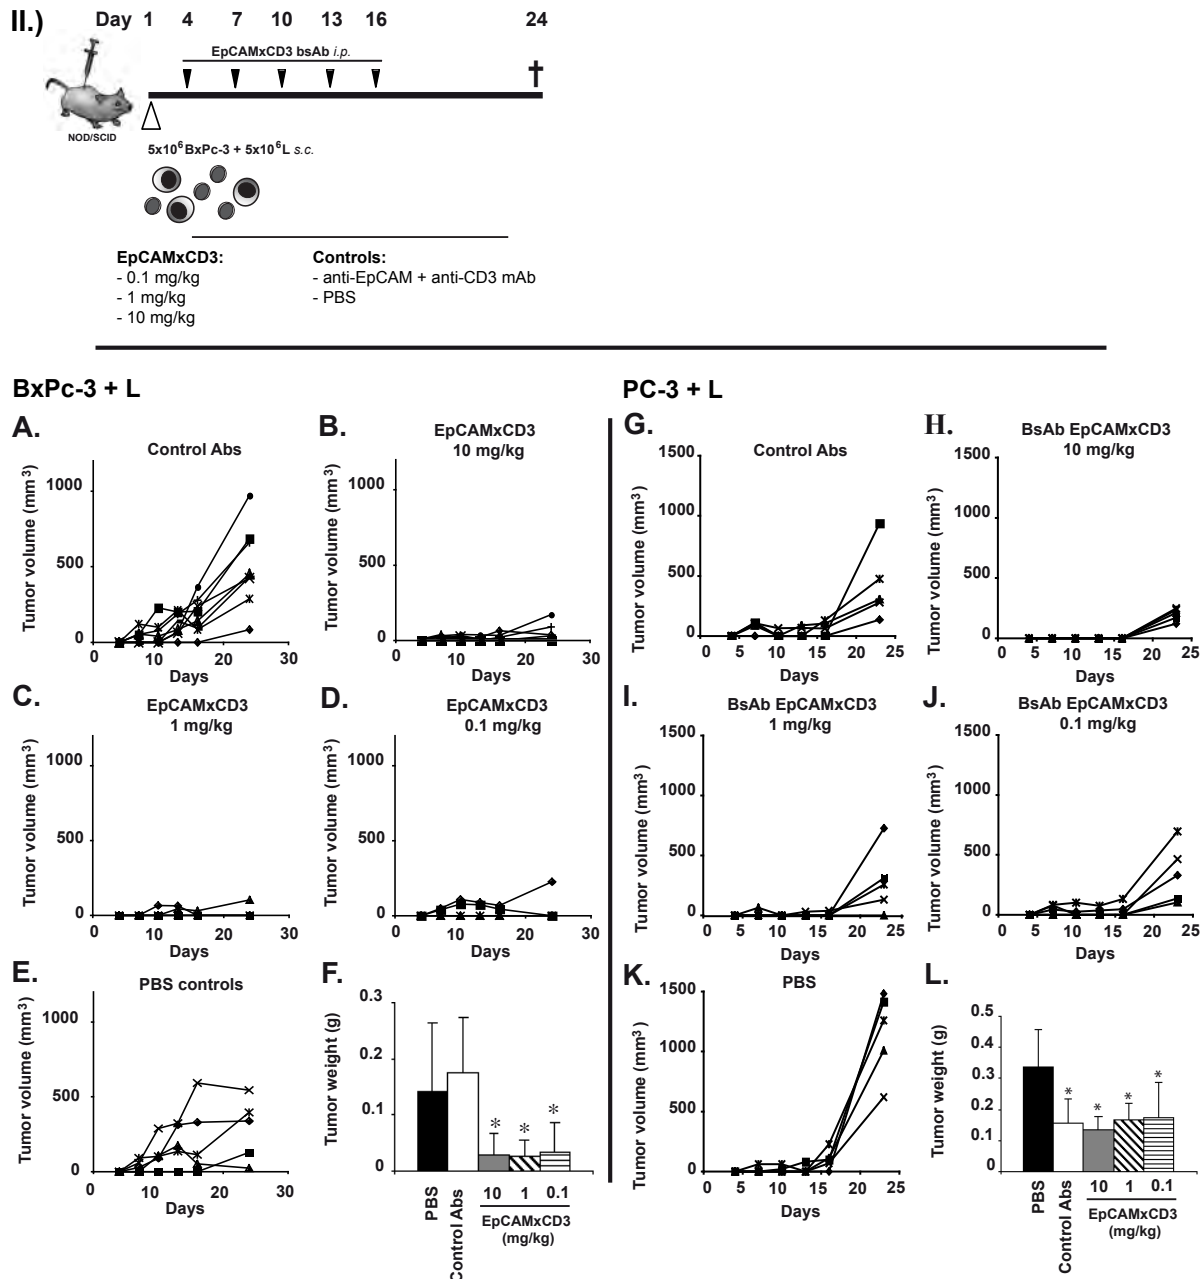 II.)
Day 1 4 7 10 13 16 24
EpCAMxCD3 bsAb i.p.
†
NOD/SCID
5x10⁶ BxPc-3 + 5x10⁶ L s.c.
EpCAMxCD3:
- 0.1 mg/kg
- 1 mg/kg
- 10 mg/kg
Controls:
- anti-EpCAM + anti-CD3 mAb
- PBS
BxPc-3 + L
A.
Control Abs
Tumor volume (mm³)
1000
500
0
0 10 20 30
Days
B.
EpCAMxCD3
10 mg/kg
Tumor volume (mm³)
1000
500
0
0 10 20 30
Days
C.
EpCAMxCD3
1 mg/kg
Tumor volume (mm³)
1000
500
0
0 10 20 30
Days
D.
EpCAMxCD3
0.1 mg/kg
Tumor volume (mm³)
1000
500
0
0 10 20 30
Days
E.
PBS controls
Tumor volume (mm³)
1000
500
0
0 10 20 30
Days
F.
Tumor weight (g)
0.3
0.2
0.1
0
* * *
PBS
Control Abs
10 1 0.1
EpCAMxCD3
(mg/kg)
PC-3 + L
G.
Control Abs
Tumor volume (mm³)
1500
1000
500
0
0 5 10 15 20 25
Days
H.
BsAb EpCAMxCD3
10 mg/kg
Tumor volume (mm³)
1500
1000
500
0
0 5 10 15 20 25
Days
I.
BsAb EpCAMxCD3
1 mg/kg
Tumor volume (mm³)
1500
1000
500
0
0 5 10 15 20 25
Days
J.
BsAb EpCAMxCD3
0.1 mg/kg
Tumor volume (mm³)
1500
1000
500
0
0 5 10 15 20 25
Days
K.
PBS
Tumor volume (mm³)
1500
1000
500
0
0 5 10 15 20 25
Days
L.
Tumor weight (g)
0.5
0.4
0.3
0.2
0.1
0
* * * *
PBS
Control Abs
10 1 0.1
EpCAMxCD3
(mg/kg)